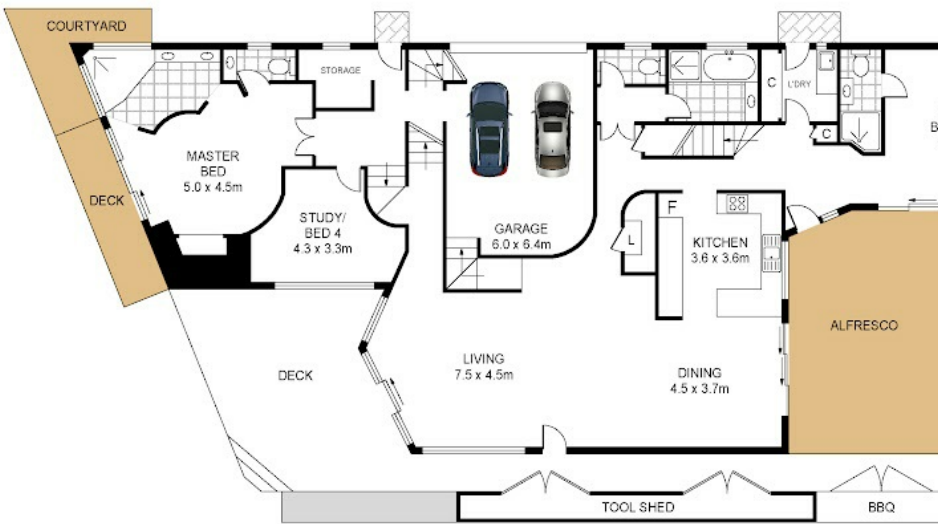 COURTYARD
STORAGE
C
L'DRY
C
B
MASTER
BED
5.0 x 4.5m
DECK
STUDY/
BED 4
4.3 x 3.3m
GARAGE
6.0 x 6.4m
L
F
KITCHEN
3.6 x 3.6m
ALFRESCO
DECK
LIVING
7.5 x 4.5m
DINING
4.5 x 3.7m
TOOL SHED
BBQ